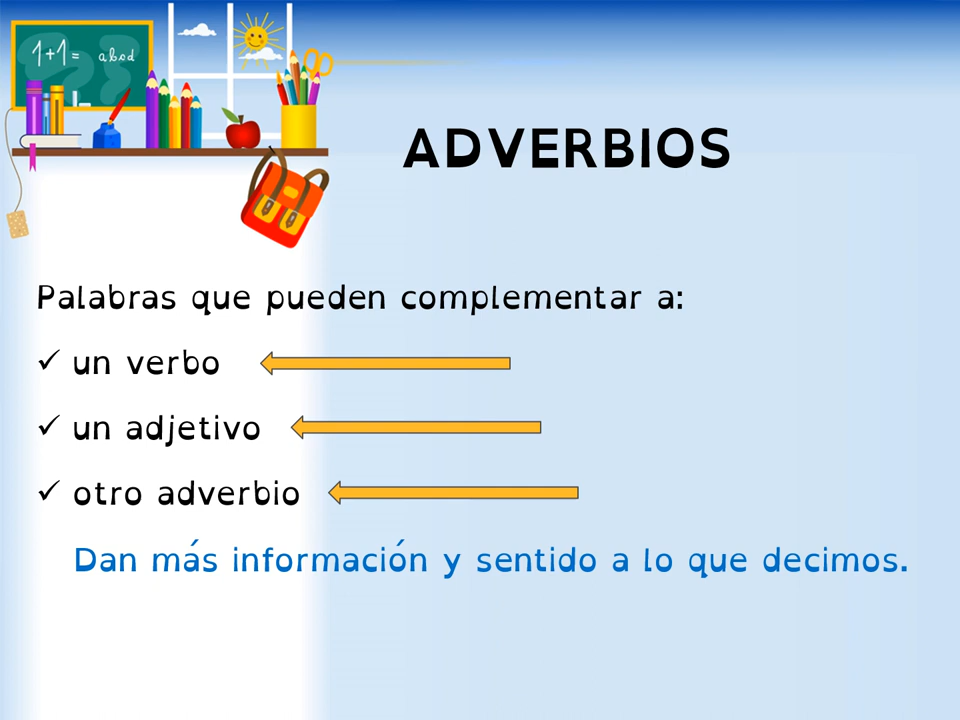 1+1= abcd
ADVERBIOS
Palabras que pueden complementar a:
✓ un verbo
✓ un adjetivo
✓ otro adverbio
Dan más información y sentido a lo que decimos.